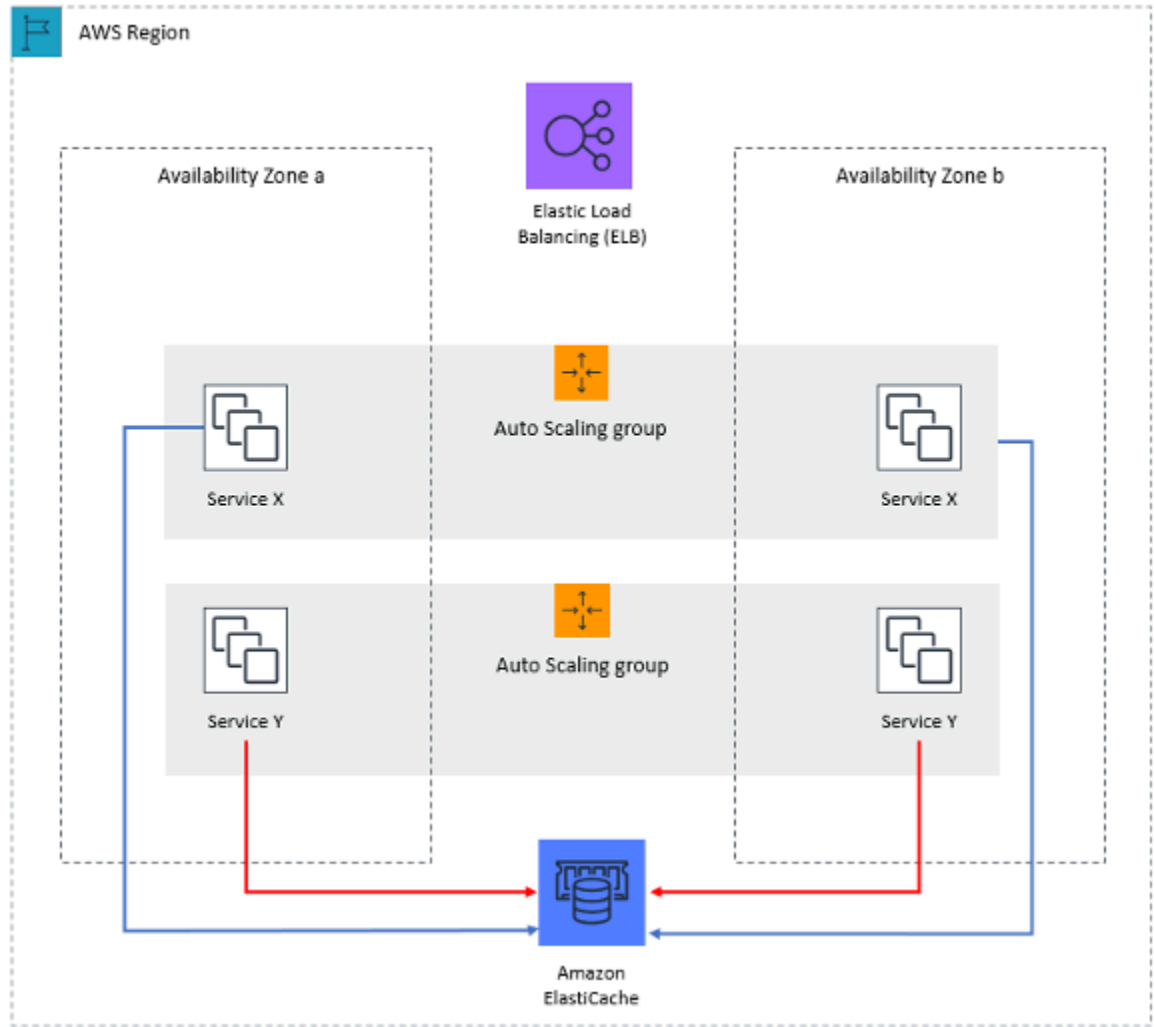 AWS Region
Availability Zone a
Elastic Load
Balancing (ELB)
Availability Zone b
Auto Scaling group
Service X
Service X
Auto Scaling group
Service Y
Service Y
Amazon
ElastiCache